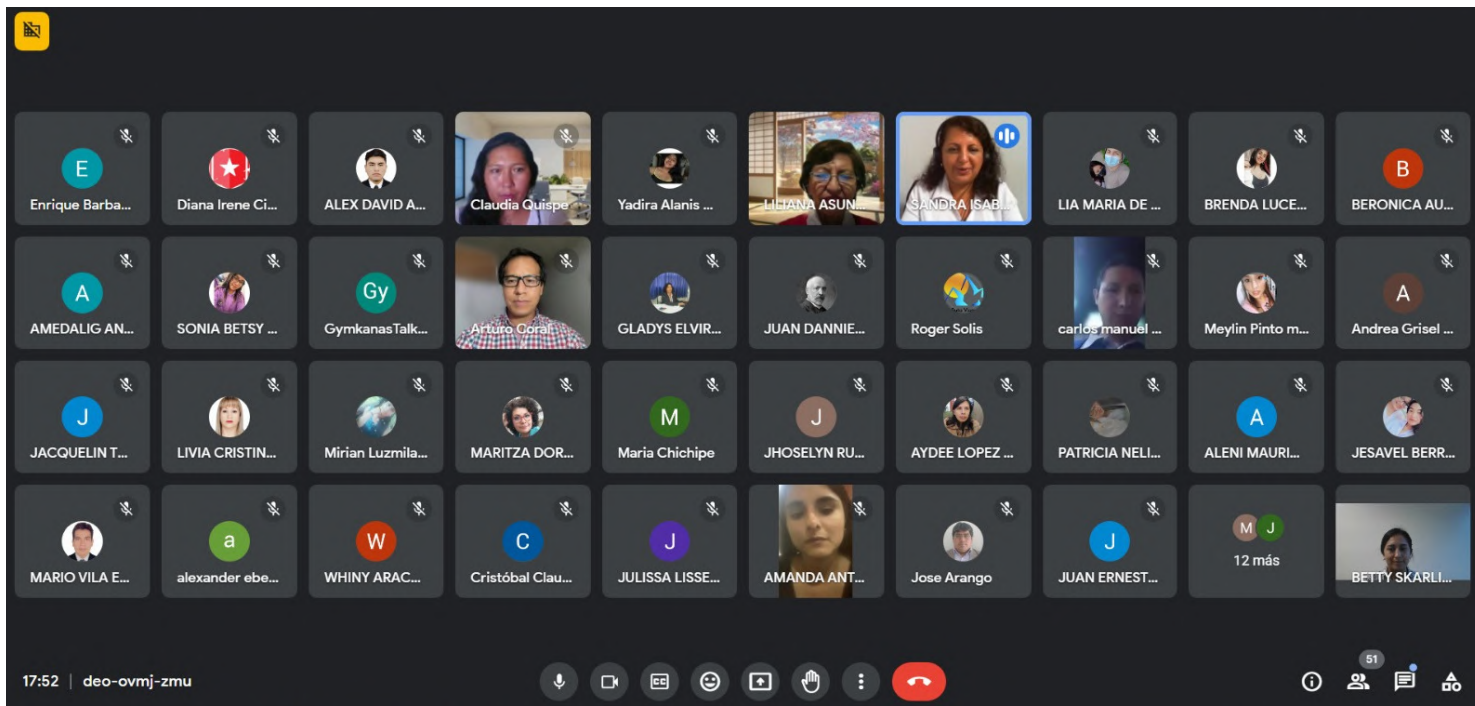 E
Enrique Barba...
Diana Irene Ci...
ALEX DAVID A...
Claudia Quispe
Yadira Alanis ...
LILIANA ASUN...
SANDRA ISAB...
LIA MARIA DE ...
BRENDA LUCE...
B
BERONICA AU...
A
AMEDALIG AN...
SONIA BETSY ...
Gy
GymkanasTalk...
Arturo Coral...
GLADYS ELVIR...
JUAN DANNIE...
Roger Solis
carlos manuel ...
Meylin Pinto m...
A
Andrea Grisel ...
J
JACQUELIN T...
LIVIA CRISTIN...
Mirian Luzmila...
MARITZA DOR...
M
Maria Chichipe
J
JHOSELYN RU...
AYDEE LOPEZ ...
PATRICIA NELI...
A
ALENI MAURI...
JESAVEL BERR...
MARIO VILA E...
a
alexander ebe...
W
WHINY ARAC...
C
Cristóbal Clau...
J
JULISSA LISSE...
AMANDA ANT...
Jose Arango
J
JUAN ERNEST...
M J
12 más
BETTY SKARLI...
17:52 | deo-ovmj-zmu
CC
51